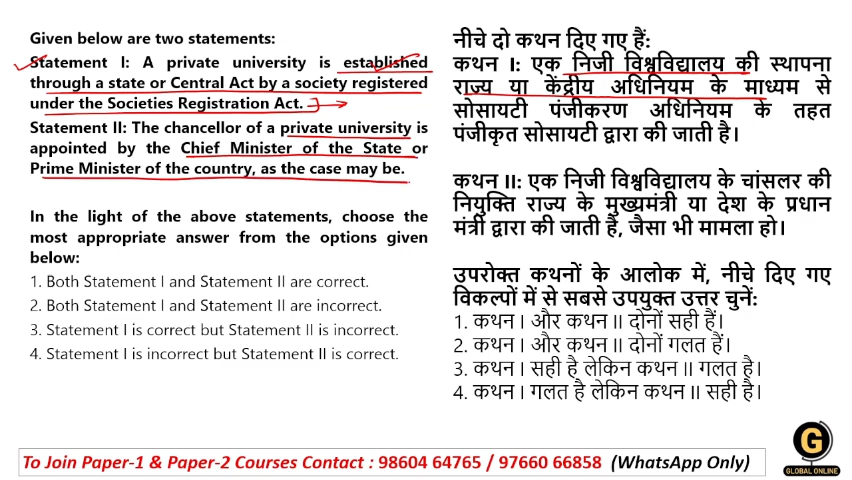 Given below are two statements:
Statement I: A private university is established
through a state or Central Act by a society registered
under the Societies Registration Act.
Statement II: The chancellor of a private university is
appointed by the Chief Minister of the State or
Prime Minister of the country, as the case may be.
In the light of the above statements, choose the
most appropriate answer from the options given
below:
1. Both Statement I and Statement II are correct.
2. Both Statement I and Statement II are incorrect.
3. Statement I is correct but Statement II is incorrect.
4. Statement I is incorrect but Statement II is correct.
नीचे दो कथन दिए गए हैं:
कथन I: एक निजी विश्वविद्यालय की स्थापना
राज्य या केंद्रीय अधिनियम के माध्यम से
सोसायटी पंजीकरण अधिनियम के तहत
पंजीकृत सोसायटी द्वारा की जाती है।
कथन II: एक निजी विश्वविद्यालय के चांसलर की
नियुक्ति राज्य के मुख्यमंत्री या देश के प्रधान
मंत्री द्वारा की जाती है, जैसा भी मामला हो।
उपरोक्त कथनों के आलोक में, नीचे दिए गए
विकल्पों में से सबसे उपयुक्त उत्तर चुनें:
1. कथन I और कथन II दोनों सही हैं।
2. कथन I और कथन II दोनों गलत हैं।
3. कथन I सही है लेकिन कथन II गलत है।
4. कथन I गलत है लेकिन कथन II सही है।
To Join Paper-1 & Paper-2 Courses Contact : 98604 64765 / 97660 66858 (WhatsApp Only)
G
GLOBAL ONLINE